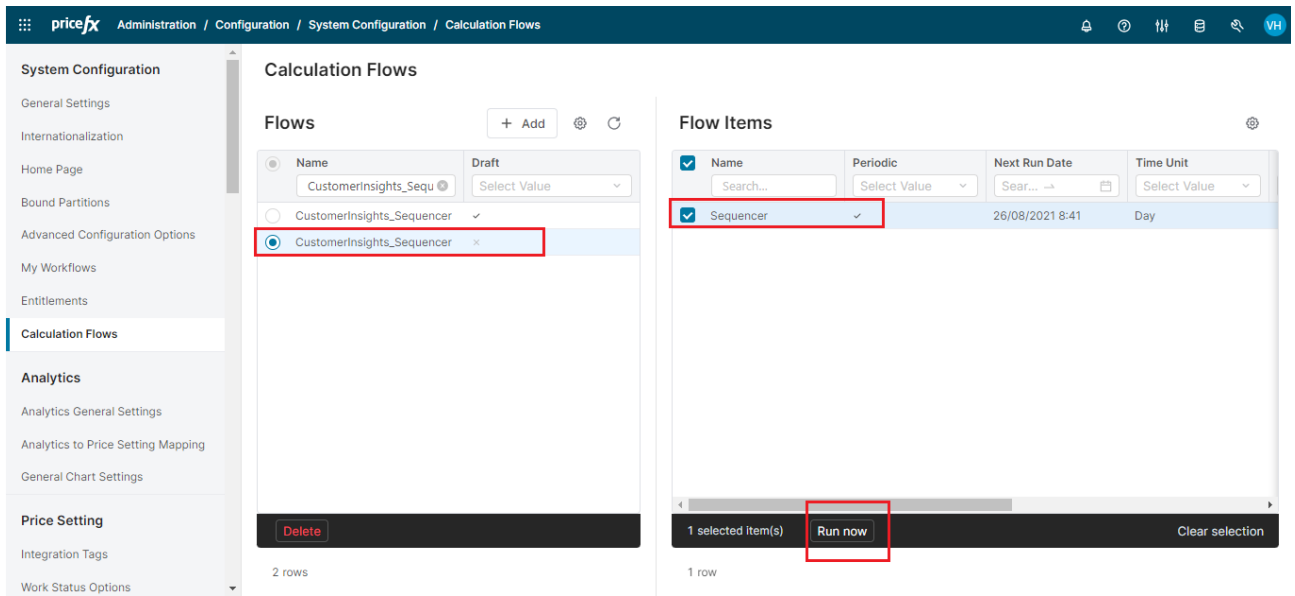 pricefx Administration / Configuration / System Configuration / Calculation Flows VH
System Configuration
General Settings
Internationalization
Home Page
Bound Partitions
Advanced Configuration Options
My Workflows
Entitlements
Calculation Flows
Analytics
Analytics General Settings
Analytics to Price Setting Mapping
General Chart Settings
Price Setting
Integration Tags
Work Status Options
Calculation Flows
Flows + Add
Name Draft
CustomerInsights_Sequ Select Value
CustomerInsights_Sequencer
CustomerInsights_Sequencer
Delete
2 rows
Flow Items
Name Periodic Next Run Date Time Unit
Search... Select Value Sear... Select Value
Sequencer 26/08/2021 8:41 Day
1 selected item(s) Run now Clear selection
1 row